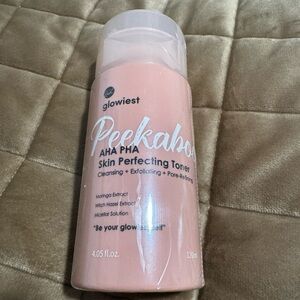 glowiest
Peekaboo
AHA PHA
Skin Perfecting Toner
Cleansing + Exfoliating + Pore-Refining
Moringa Extract
Witch Hazel Extract
Micellar Solution
"Be your glowiest self"
4.05 fl.oz. 120ml